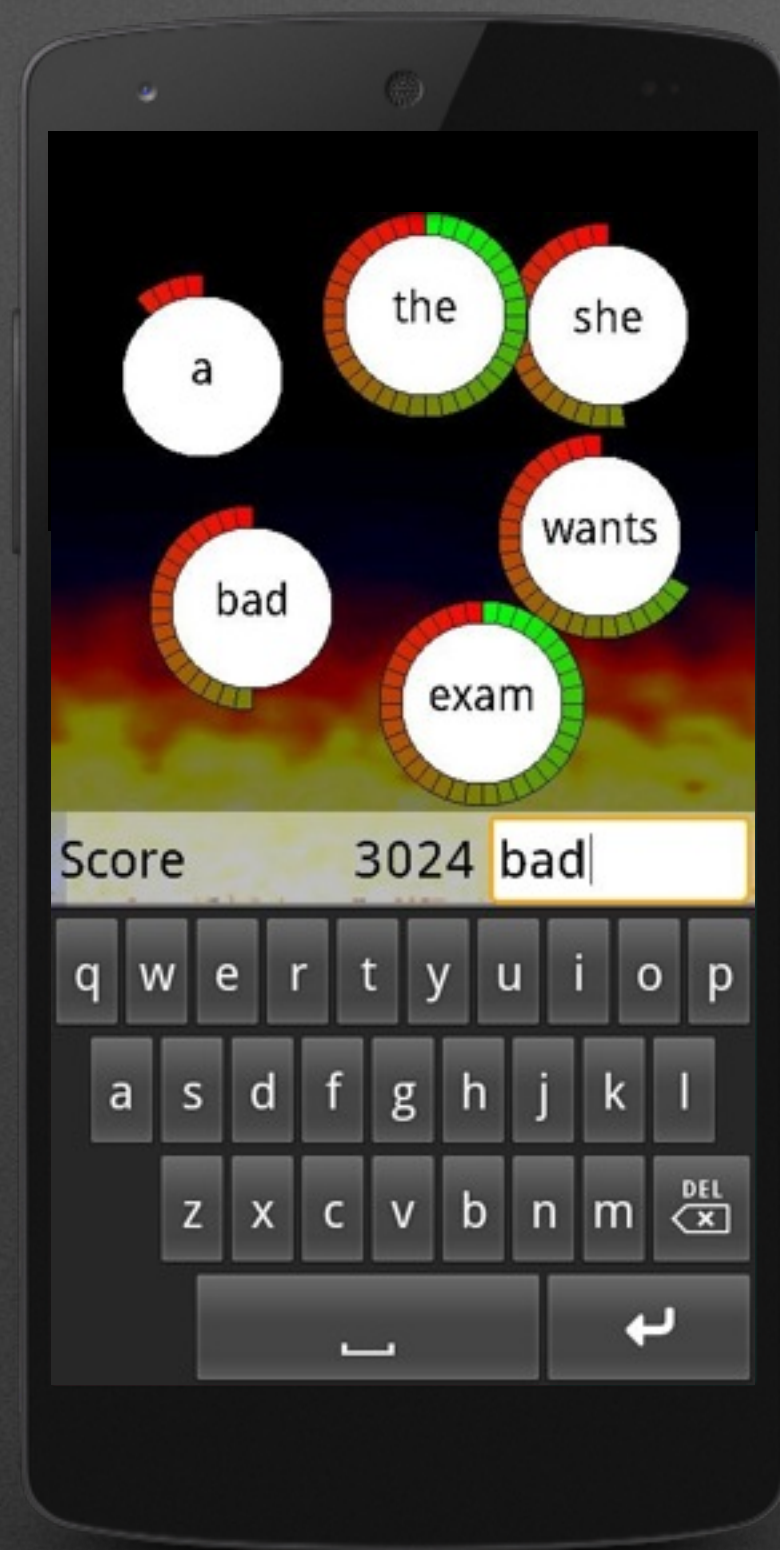 the
she
a
wants
bad
exam
Score 3024 bad
q w e r t y u i o p
a s d f g h j k l
z x c v b n m DEL